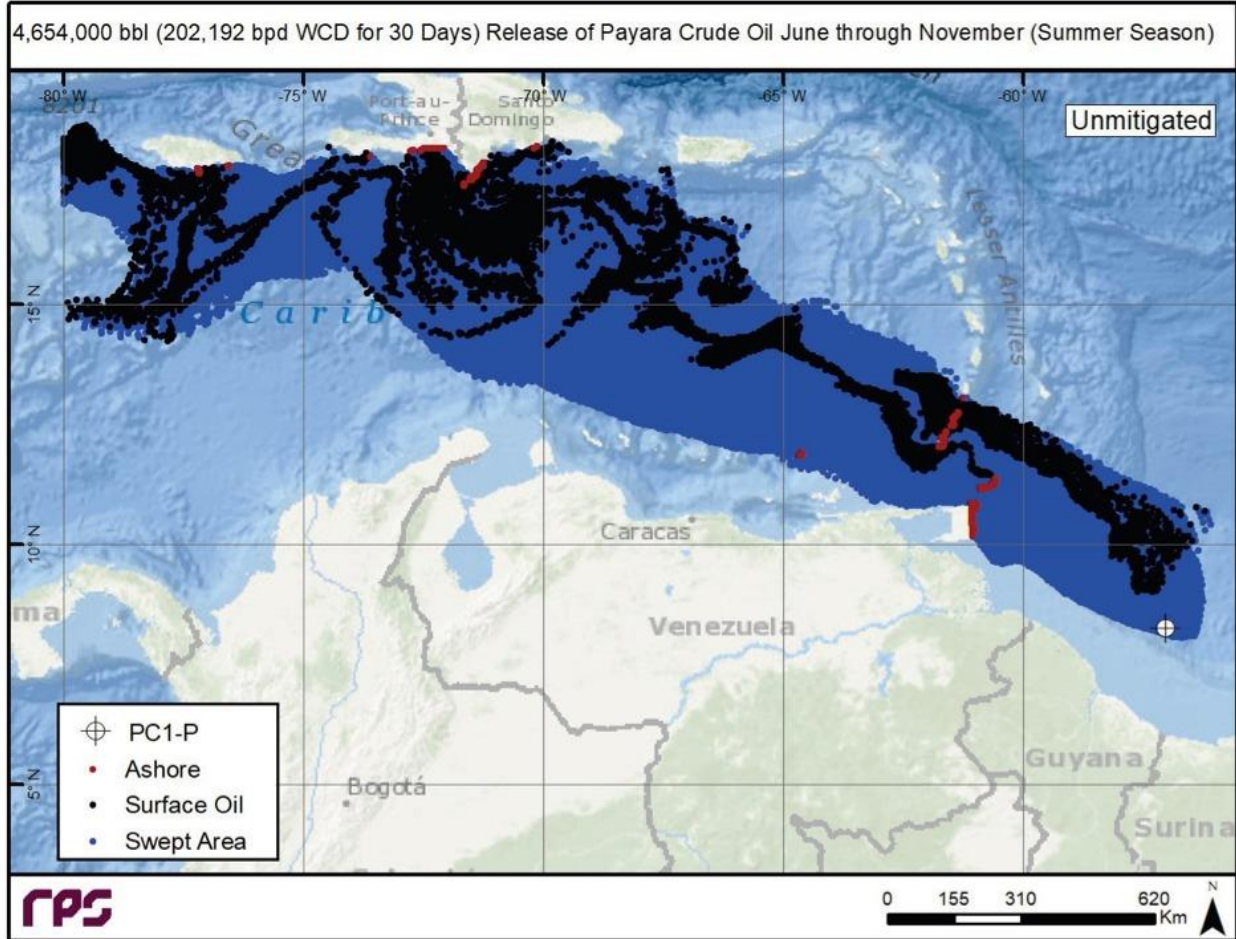 4,654,000 bbl (202,192 bpd WCD for 30 Days) Release of Payara Crude Oil June through November (Summer Season)
-80° W
-75° W
-70° W
-65° W
-60° W
Port-au-
Prince
Santo
Domingo
Unmitigated
Grea
Lesser Antilles
15° N
Carib
10° N
Caracas
ma
Venezuela
Guyana
Surina
Bogotá
5° N
PC1-P
Ashore
Surface Oil
Swept Area
rps
0 155 310 620
Km
N